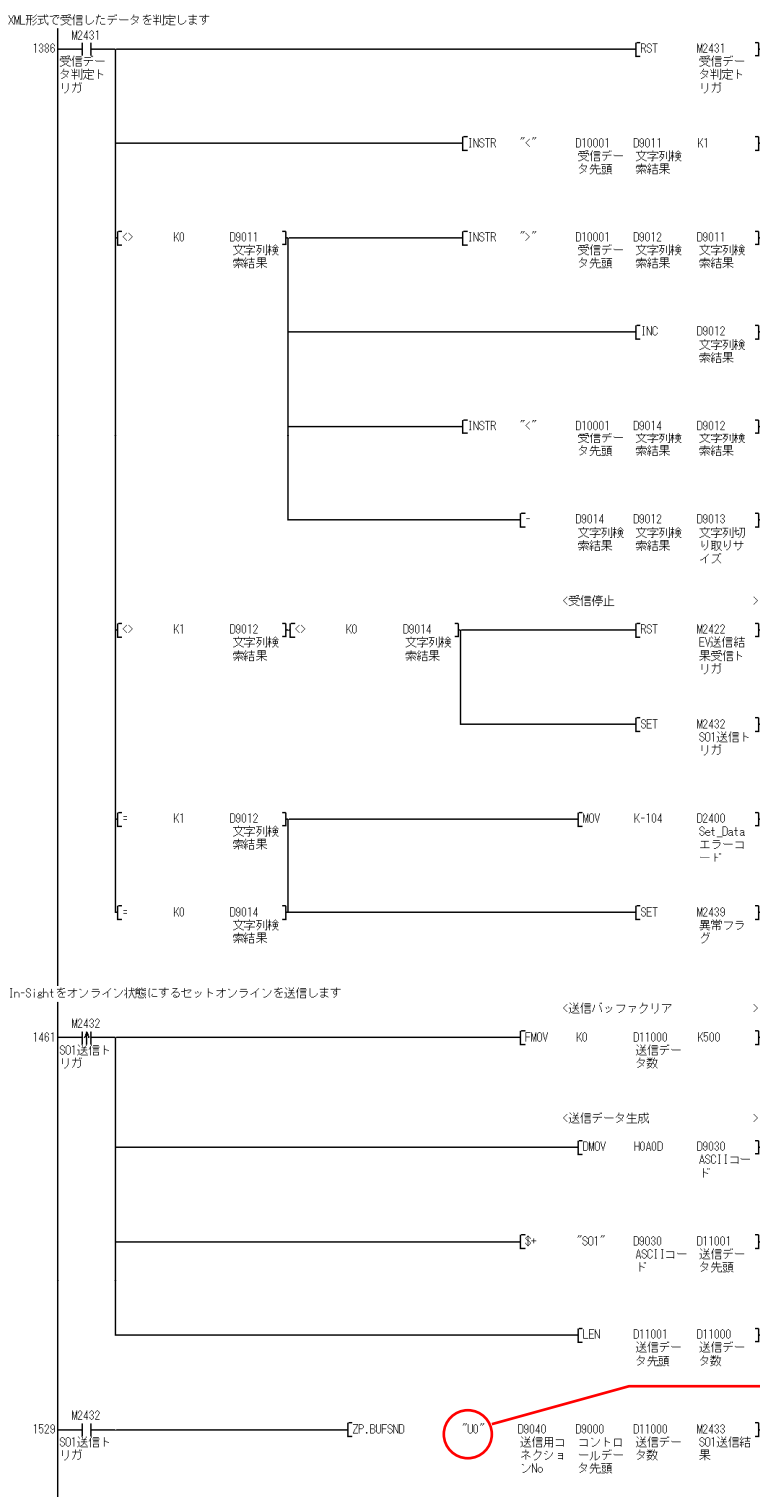 XML形式で受信したデータを判定します
M2431
1386
受信デー
タ判定ト
リガ
[RST M2431 ]
受信デー
タ判定ト
リガ
[INSTR "<" D10001 D9011 K1 ]
受信デー 文字列検
タ先頭 索結果
[<> K0 D9011 ]
文字列検
索結果
[INSTR ">" D10001 D9012 D9011 ]
受信デー 文字列検 文字列検
タ先頭 索結果 索結果
[INC D9012 ]
文字列検
索結果
[INSTR "<" D10001 D9014 D9012 ]
受信デー 文字列検 文字列検
タ先頭 索結果 索結果
[- D9014 D9012 D9013 ]
文字列検 文字列検 文字列切
索結果 索結果 り取りサ
イズ
<受信停止 >
[<> K1 D9012 ][<> K0 D9014 ]
文字列検 文字列検
索結果 索結果
[RST M2422 ]
EV送信結
果受信ト
リガ
[SET M2432 ]
SO1送信ト
リガ
[= K1 D9012 ]
文字列検
索結果
[MOV K-104 D2400 ]
Set_Data
エラーコ
ード
[= K0 D9014 ]
文字列検
索結果
[SET M2439 ]
異常フラ
グ
In-Sightをオンライン状態にするセットオンラインを送信します
<送信バッファクリア >
M2432
1461
SO1送信ト
リガ
[FMOV K0 D11000 K500 ]
送信デー
タ数
<送信データ生成 >
[DMOV H0A0D D9030 ]
ASCIIコー
ド
[$+ "SO1" D9030 D11001 ]
ASCIIコー 送信デー
ド タ先頭
[LEN D11001 D11000 ]
送信デー 送信デー
タ先頭 タ数
M2432
1529
SO1送信ト
リガ
[ZP.BUFSND "U0" D9040 D9000 D11000 M2433 ]
送信用コ コントロ 送信デー SO1送信結
ネクショ ールデー タ数 果
ンNo タ先頭